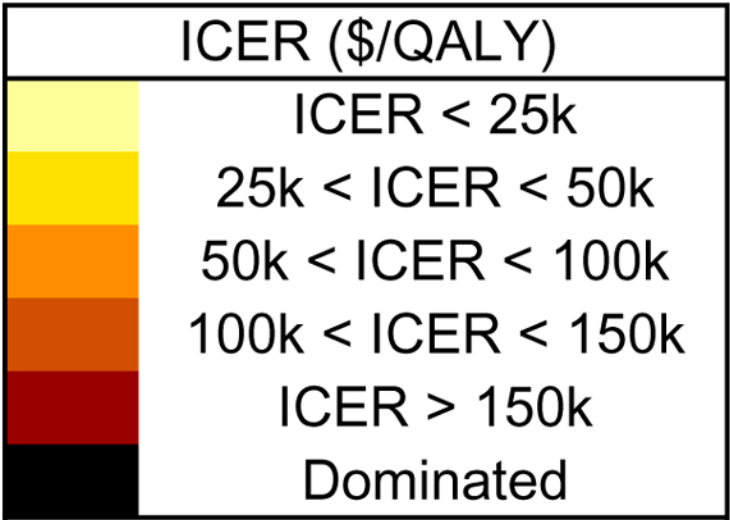 ICER ($/QALY)
ICER < 25k
25k < ICER < 50k
50k < ICER < 100k
100k < ICER < 150k
ICER > 150k
Dominated